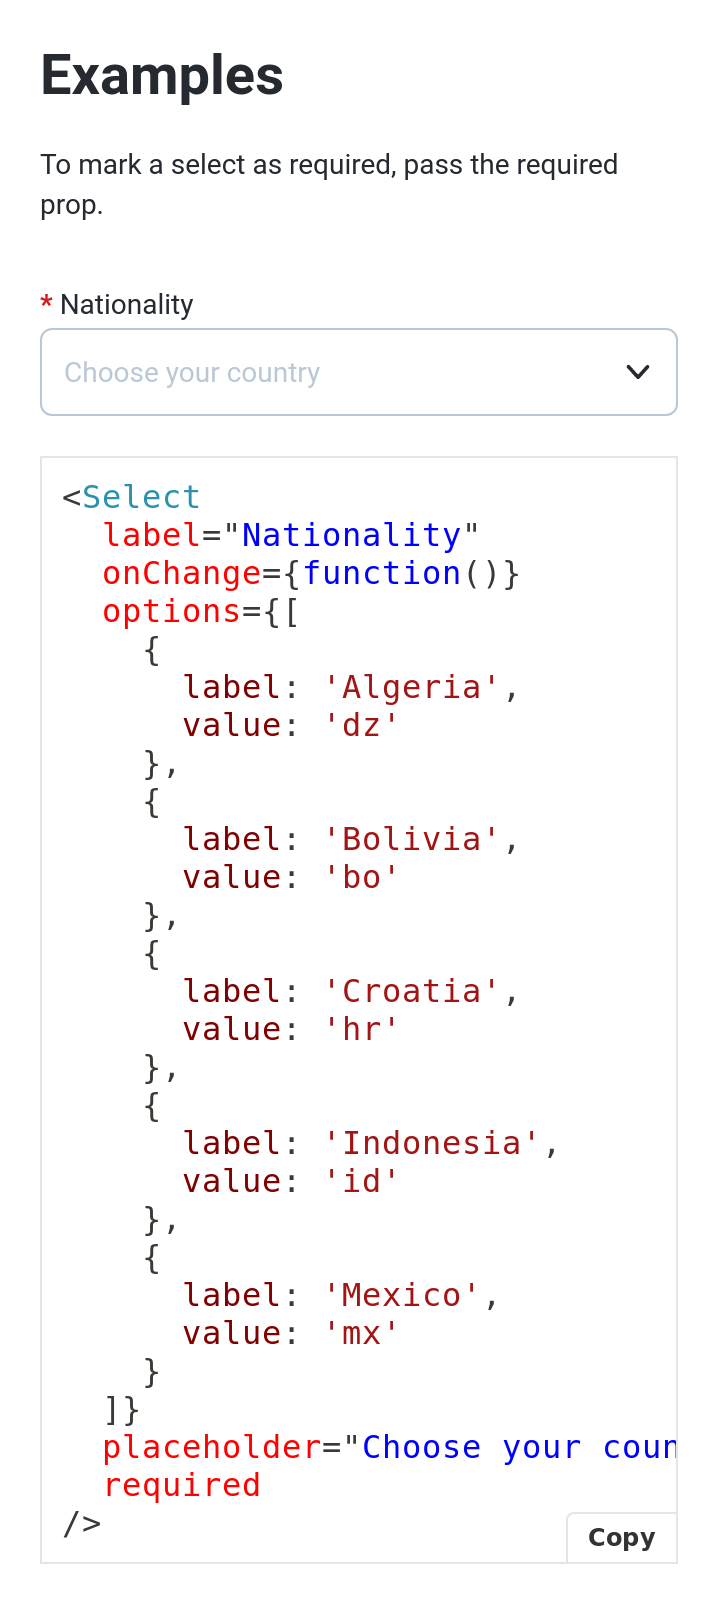 Examples
To mark a select as required, pass the required
prop.
* Nationality
Choose your country
<Select
  label="Nationality"
  onChange={function()}
  options={[
    {
      label: 'Algeria',
      value: 'dz'
    },
    {
      label: 'Bolivia',
      value: 'bo'
    },
    {
      label: 'Croatia',
      value: 'hr'
    },
    {
      label: 'Indonesia',
      value: 'id'
    },
    {
      label: 'Mexico',
      value: 'mx'
    }
  ]}
  placeholder="Choose your coun
  required
/>
Copy